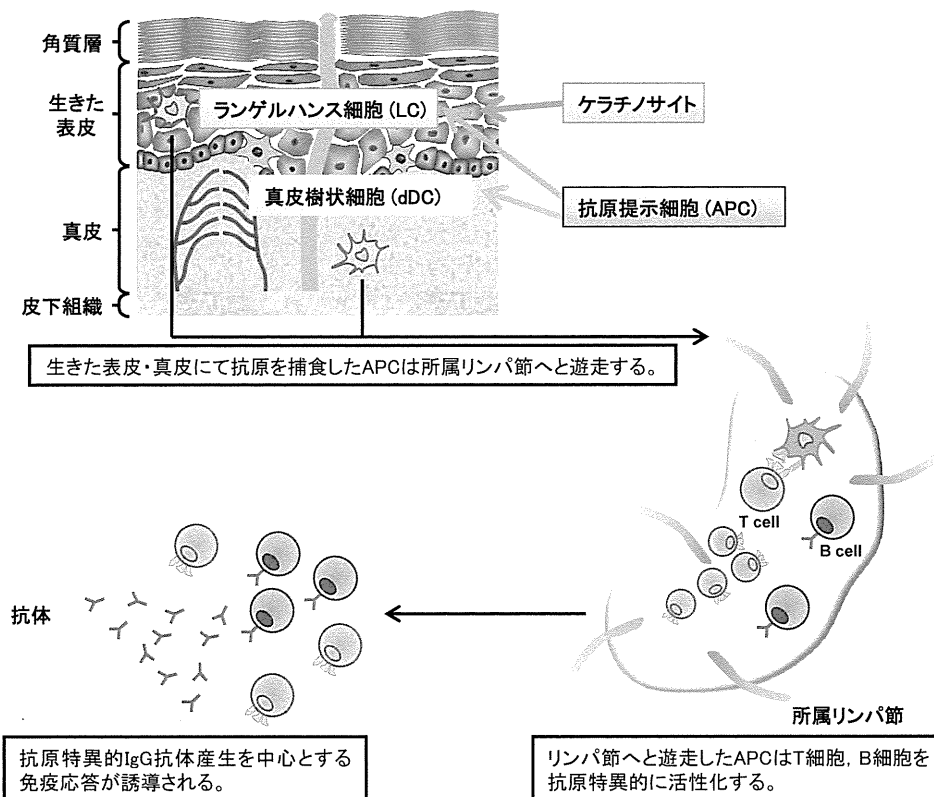 角質層
生きた
表皮
ランゲルハンス細胞(LC)
ケラチノサイト
真皮
真皮樹状細胞(dDC)
抗原提示細胞(APC)
皮下組織
生きた表皮・真皮にて抗原を捕食したAPCは所属リンパ節へと遊走する。
T cell
B cell
抗体
所属リンパ節
抗原特異的IgG抗体産生を中心とする
免疫応答が誘導される。
リンパ節へと遊走したAPCはT細胞, B細胞を
抗原特異的に活性化する。